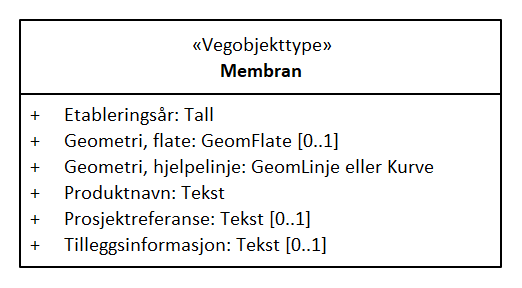 «Vegobjekttype»
Membran
+ Etableringsår: Tall
+ Geometri, flate: GeomFlate [0..1]
+ Geometri, hjelpelinje: GeomLinje eller Kurve
+ Produktnavn: Tekst
+ Prosjektreferanse: Tekst [0..1]
+ Tilleggsinformasjon: Tekst [0..1]